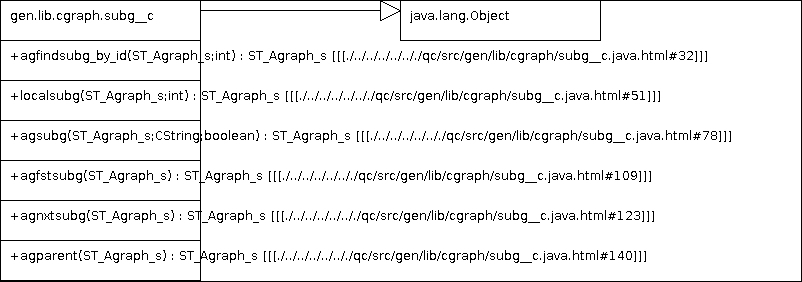 gen.lib.cgraph.subg__c
java.lang.Object
+agfindsubg_by_id(ST_Agraph_s;int) : ST_Agraph_s [[[./../../../../../../qc/src/gen/lib/cgraph/subg__c.java.html#32]]]
+localsubg(ST_Agraph_s;int) : ST_Agraph_s [[[./../../../../../../qc/src/gen/lib/cgraph/subg__c.java.html#51]]]
+agsubg(ST_Agraph_s;CString;boolean) : ST_Agraph_s [[[./../../../../../../qc/src/gen/lib/cgraph/subg__c.java.html#78]]]
+agfstsubg(ST_Agraph_s) : ST_Agraph_s [[[./../../../../../../qc/src/gen/lib/cgraph/subg__c.java.html#109]]]
+agnxtsubg(ST_Agraph_s) : ST_Agraph_s [[[./../../../../../../qc/src/gen/lib/cgraph/subg__c.java.html#123]]]
+agparent(ST_Agraph_s) : ST_Agraph_s [[[./../../../../../../qc/src/gen/lib/cgraph/subg__c.java.html#140]]]